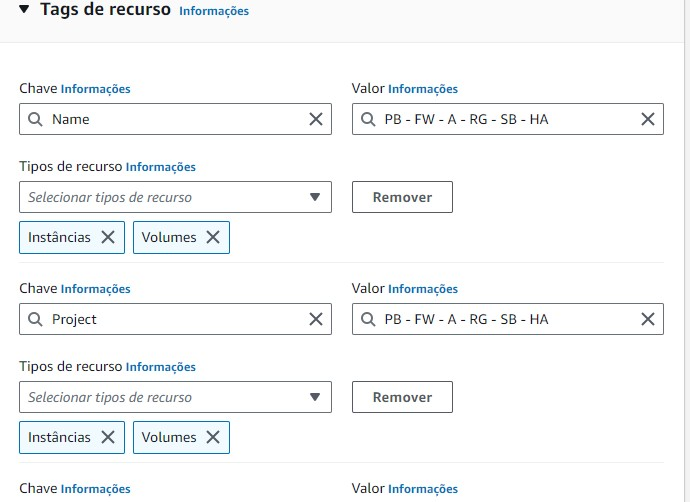 Tags de recurso Informações
Chave Informações Valor Informações
Name PB - FW - A - RG - SB - HA
Tipos de recurso Informações
Selecionar tipos de recurso Remover
Instâncias Volumes
Chave Informações Valor Informações
Project PB - FW - A - RG - SB - HA
Tipos de recurso Informações
Selecionar tipos de recurso Remover
Instâncias Volumes
Chave Informações Valor Informações